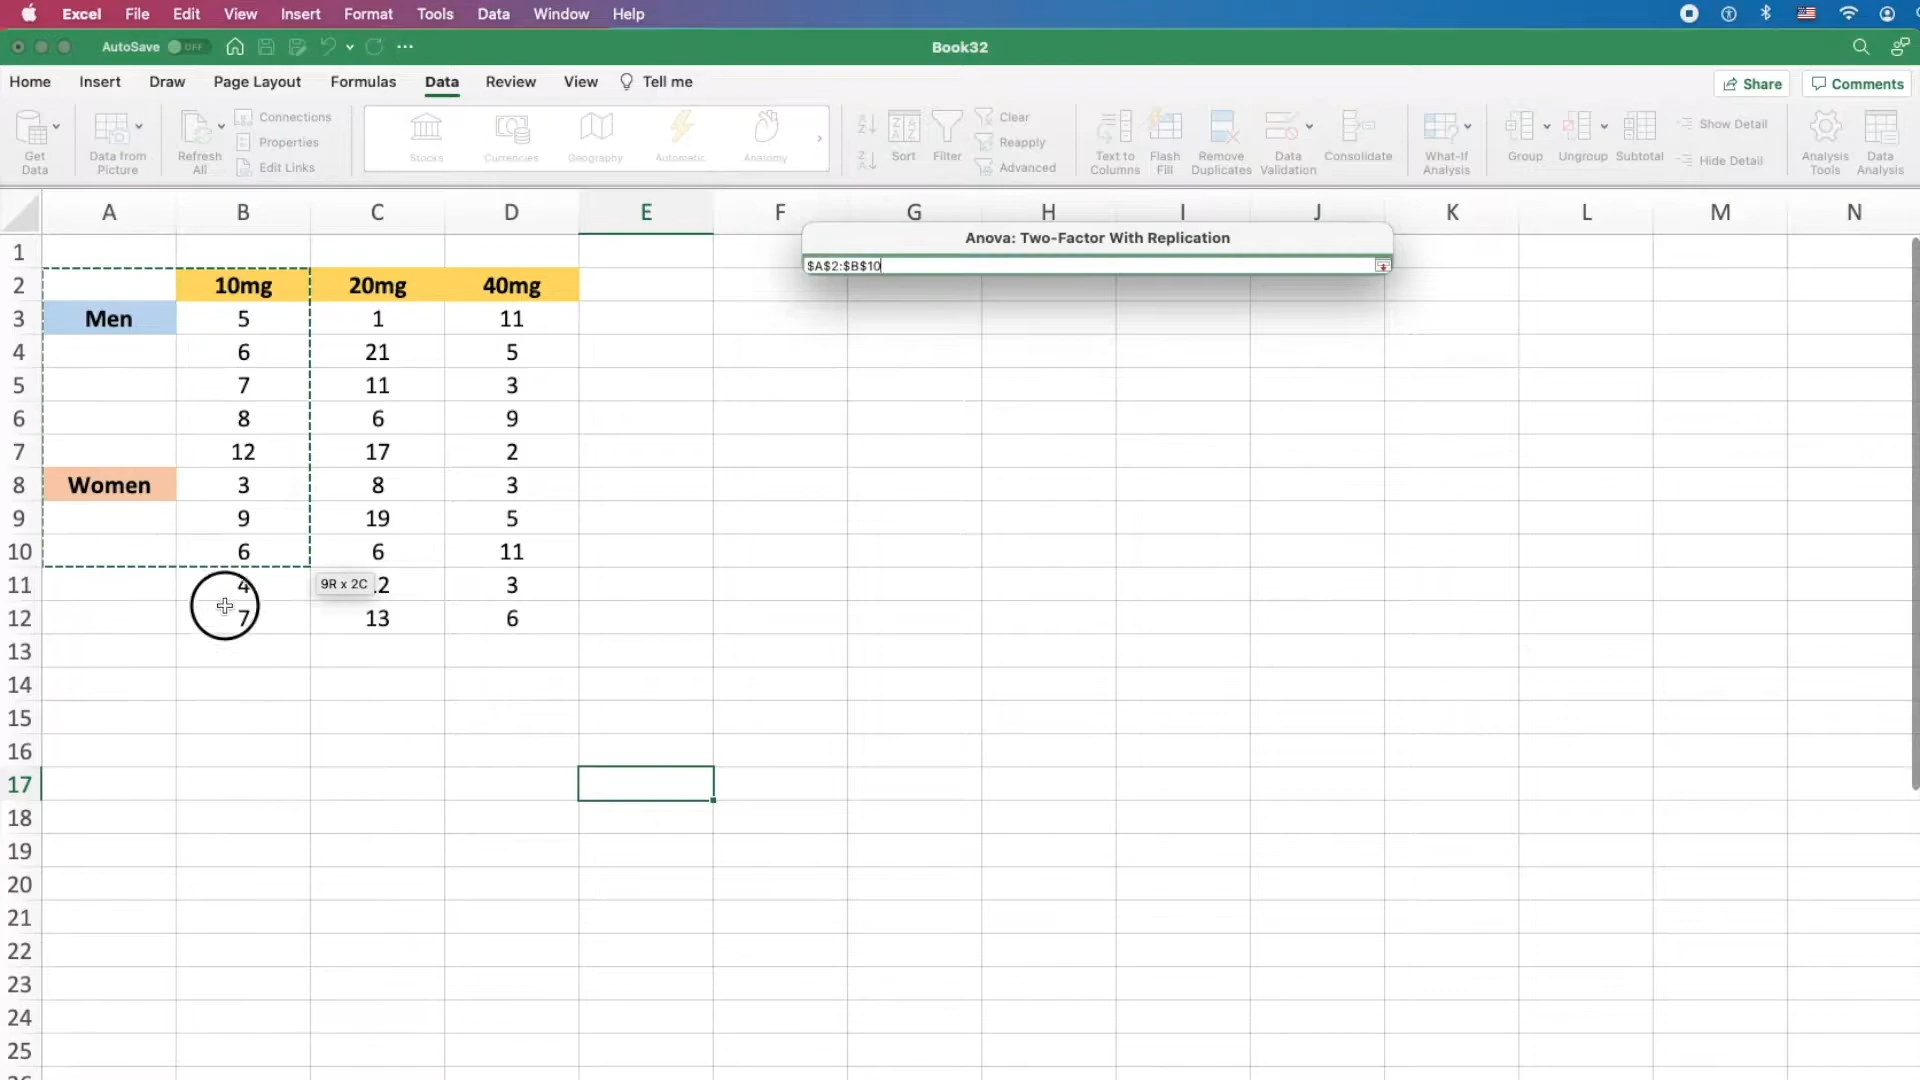 Excel File Edit View Insert Format Tools Data Window Help
AutoSave OFF
Book32
Home Insert Draw Page Layout Formulas Data Review View Tell me
Share Comments
Get Data
Data from Picture
Refresh All
Connections
Properties
Edit Links
Stocks Currencies Geography Automatic Anatomy
Sort Filter
Clear
Reapply
Advanced
Text to Columns
Flash Fill
Remove Duplicates
Data Validation
Consolidate
What-If Analysis
Group Ungroup Subtotal
Show Detail
Hide Detail
Analysis Tools
Data Analysis
A B C D E F G H I J K L M N
Anova: Two-Factor With Replication
$A$2:$B$10
1
2 10mg 20mg 40mg
3 Men 5 1 11
4 6 21 5
5 7 11 3
6 8 6 9
7 12 17 2
8 Women 3 8 3
9 9 19 5
10 6 6 11
11 4 .2 3
9R x 2C
12 7 13 6
13
14
15
16
17
18
19
20
21
22
23
24
25